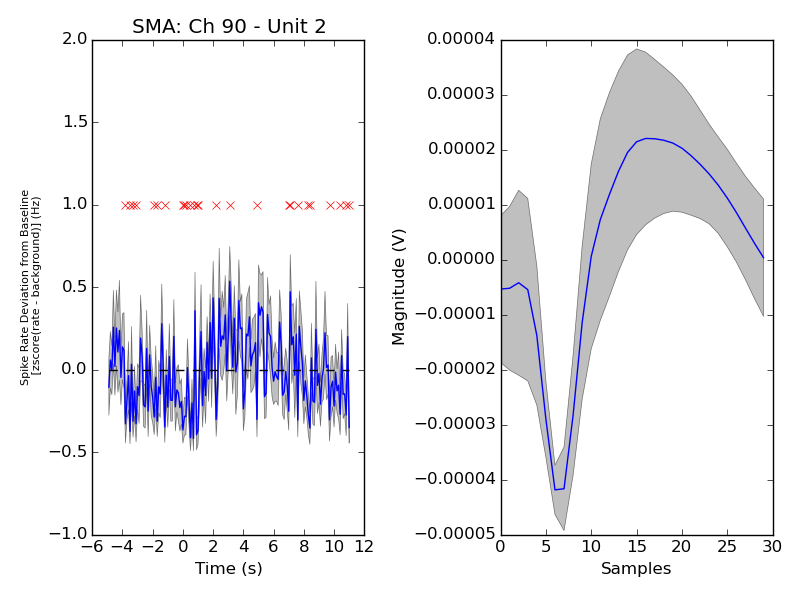 SMA: Ch 90 - Unit 2
Spike Rate Deviation from Baseline
[zscore(rate - background)] (Hz)
2.0
1.5
1.0
0.5
0.0
−0.5
−1.0
−6 −4 −2 0 2 4 6 8 10 12
Time (s)
Magnitude (V)
0.00004
0.00003
0.00002
0.00001
0.00000
−0.00001
−0.00002
−0.00003
−0.00004
−0.00005
0 5 10 15 20 25 30
Samples